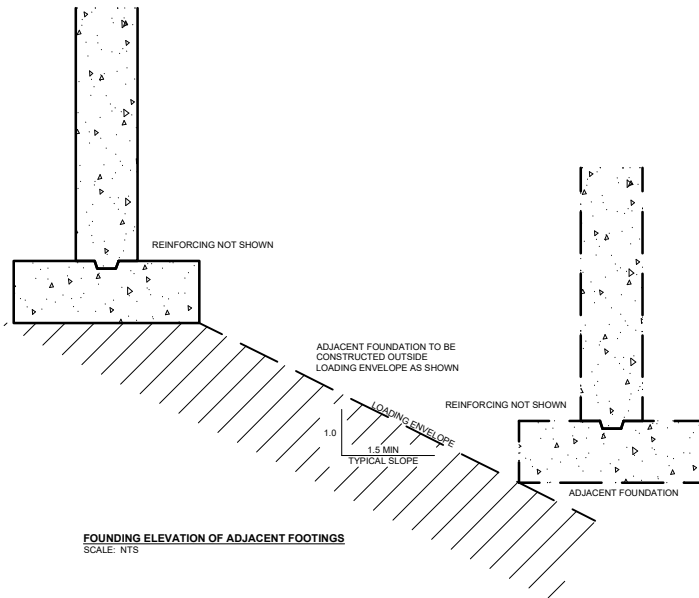 REINFORCING NOT SHOWN
ADJACENT FOUNDATION TO BE
CONSTRUCTED OUTSIDE
LOADING ENVELOPE AS SHOWN
LOADING ENVELOPE
REINFORCING NOT SHOWN
1.0
1.5 MIN
TYPICAL SLOPE
ADJACENT FOUNDATION
FOUNDING ELEVATION OF ADJACENT FOOTINGS
SCALE: NTS